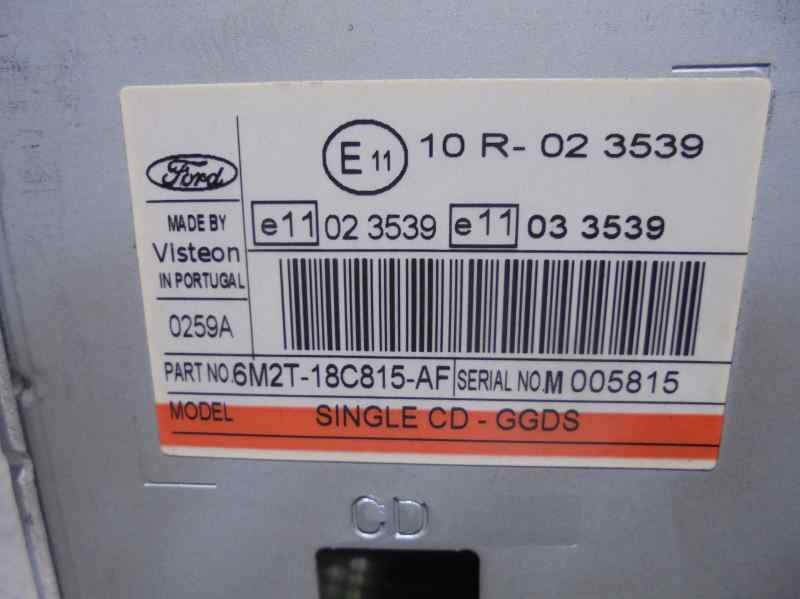 E 11 10 R- 02 3539
Ford
e11 02 3539 e11 03 3539
MADE BY
Visteon
IN PORTUGAL
0259A
PART NO. 6M2T-18C815-AF SERIAL NO. M 005815
MODEL SINGLE CD - GGDS
CD